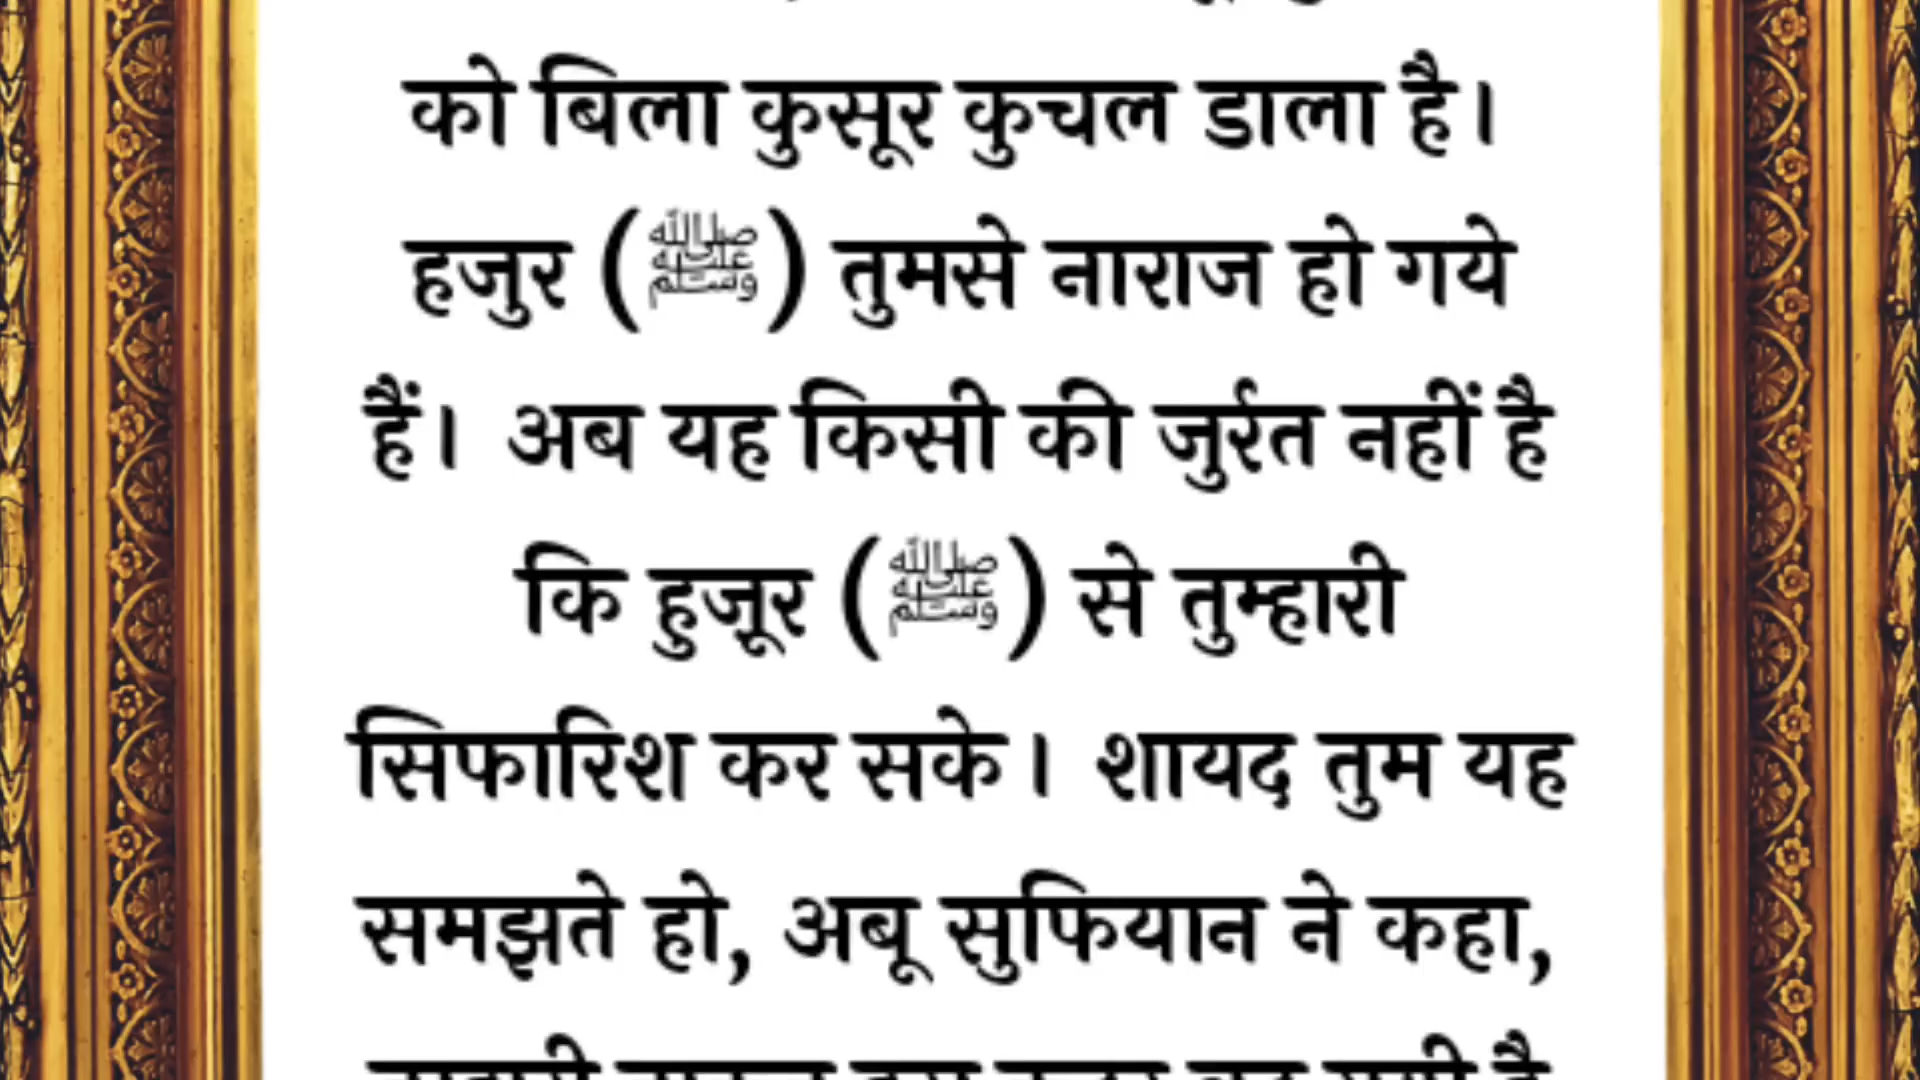 को बिला कुसूर कुचल डाला है।
हजुर (ﷺ) तुमसे नाराज हो गये
हैं। अब यह किसी की जुर्रत नहीं है
कि हुजूर (ﷺ) से तुम्हारी
सिफारिश कर सके। शायद तुम यह
समझते हो, अबू सुफियान ने कहा,